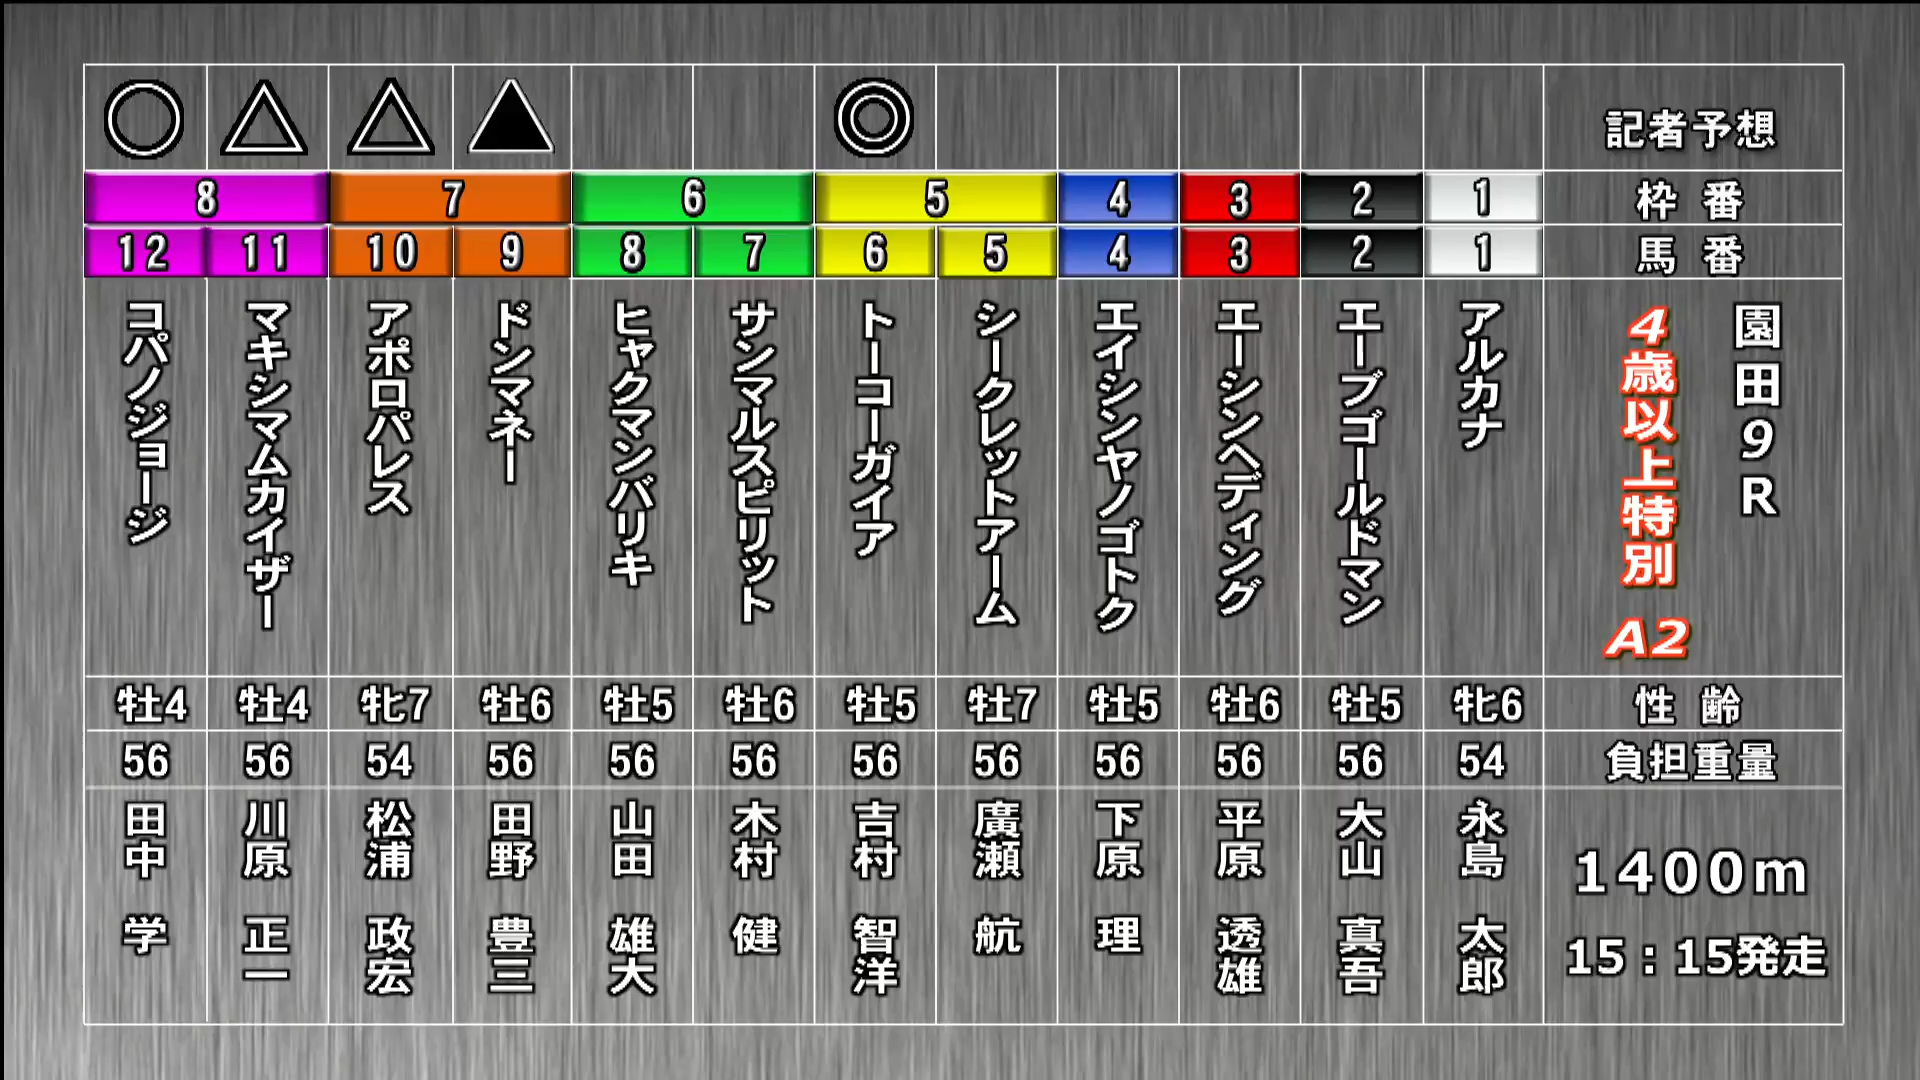 園田9R
4歳以上特別 A2
記者予想
◎ ▲ △ △ ○
枠番
1 2 3 4 5 6 7 8
馬番
1 2 3 4 5 6 7 8 9 10 11 12
アルカナ
エーブゴールドマン
エーシンヘディング
エイシンヤノゴトク
シークレットアーム
トーコーガイア
サンマルスピリット
ヒャクマンバリキ
ドンマネー
アポロパレス
マキシマムカイザー
コパノジョージ
性齢
牝6 牡5 牡6 牡5 牡7 牡5 牡6 牡5 牡6 牝7 牡4 牡4
負担重量
54 56 56 56 56 56 56 56 56 54 56 56
1400m
15:15発走
永島 太郎
大山 真吾
平原 透雄
下原 理
廣瀬 航
吉村 智洋
木村 健
山田 雄大
田野 豊三
松浦 政宏
川原 正一
田中 学